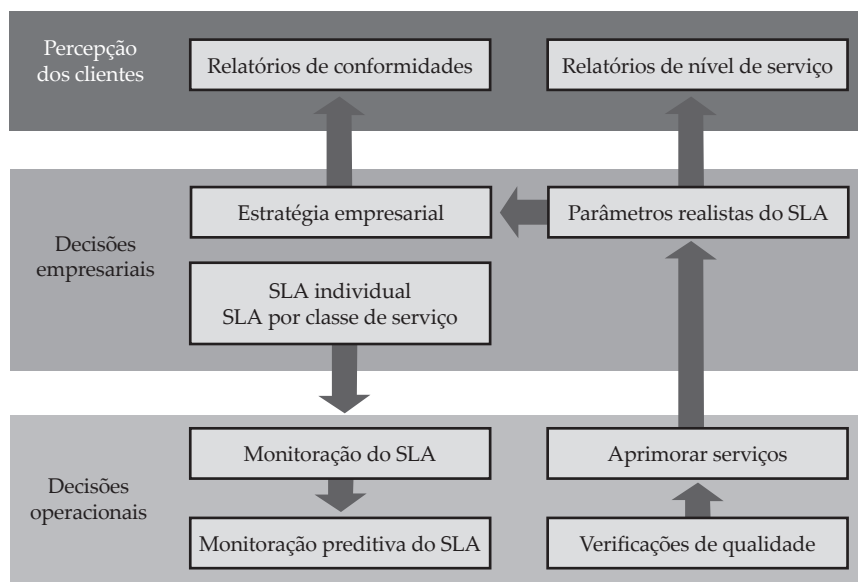 Percepção
dos clientes
Relatórios de conformidades
Relatórios de nível de serviço
Decisões
empresariais
Estratégia empresarial
Parâmetros realistas do SLA
SLA individual
SLA por classe de serviço
Decisões
operacionais
Monitoração do SLA
Aprimorar serviços
Monitoração preditiva do SLA
Verificações de qualidade